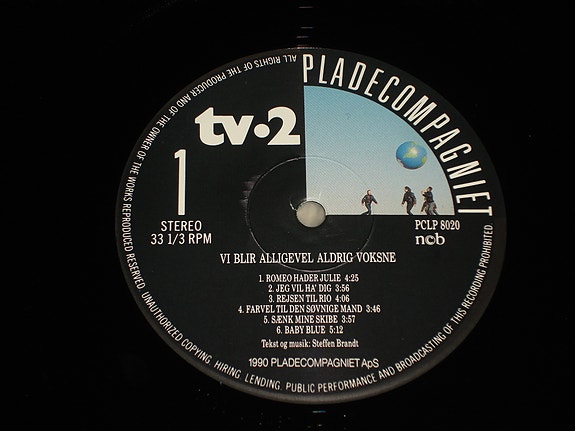 PLADECOMPAGNIET
tv·2
1
STEREO
33 1/3 RPM
PCLP 8020
ncb
VI BLIR ALLIGEVEL ALDRIG VOKSNE
1. ROMEO HADER JULIE 4:25
2. JEG VIL HA' DIG 3:56
3. REJSEN TIL RIO 4:06
4. FARVEL TIL DEN SØVNIGE MAND 3:46
5. SÆNK MINE SKIBE 3:57
6. BABY BLUE 5:12
Tekst og musik: Steffen Brandt
1990 PLADECOMPAGNIET ApS
ALL RIGHTS OF THE PRODUCER AND OF THE OWNER OF THE WORKS REPRODUCED RESERVED. UNAUTHORIZED COPYING, HIRING, LENDING, PUBLIC PERFORMANCE AND BROADCASTING OF THIS RECORDING PROHIBITED.